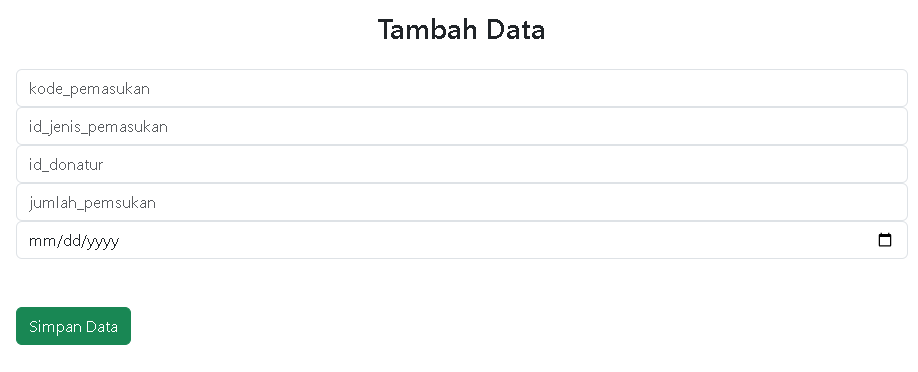 Tambah Data
kode_pemasukan
id_jenis_pemasukan
id_donatur
jumlah_pemsukan
mm/dd/yyyy
Simpan Data